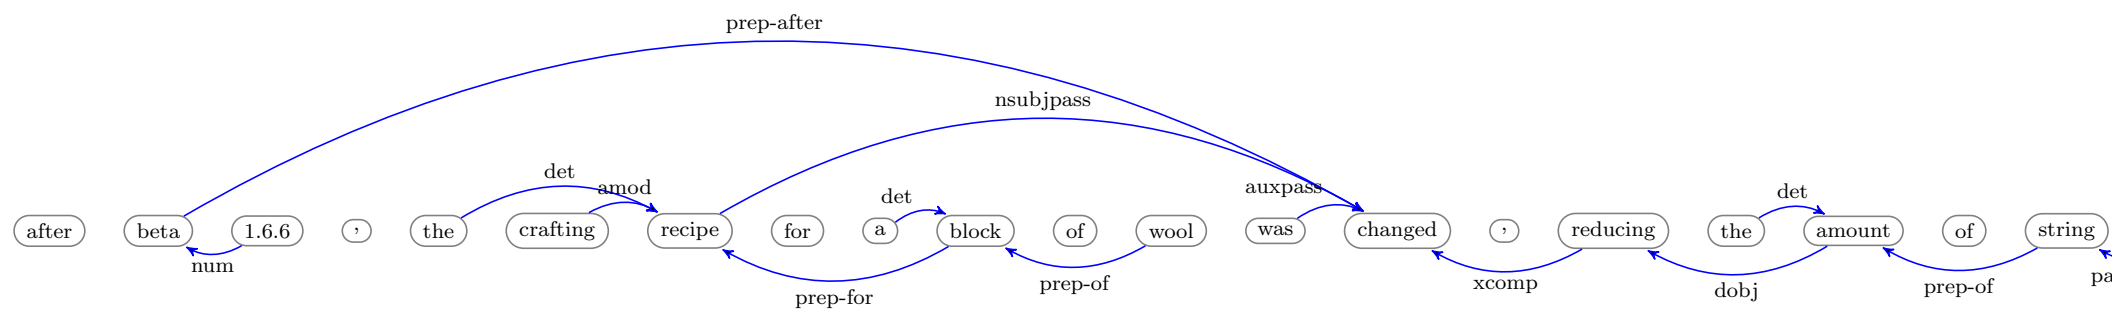 prep-after
nsubjpass
det
amod
det
auxpass
det
after beta 1.6.6 , the crafting recipe for a block of wool was changed , reducing the amount of string
num
prep-for
prep-of
xcomp
dobj
prep-of
pa